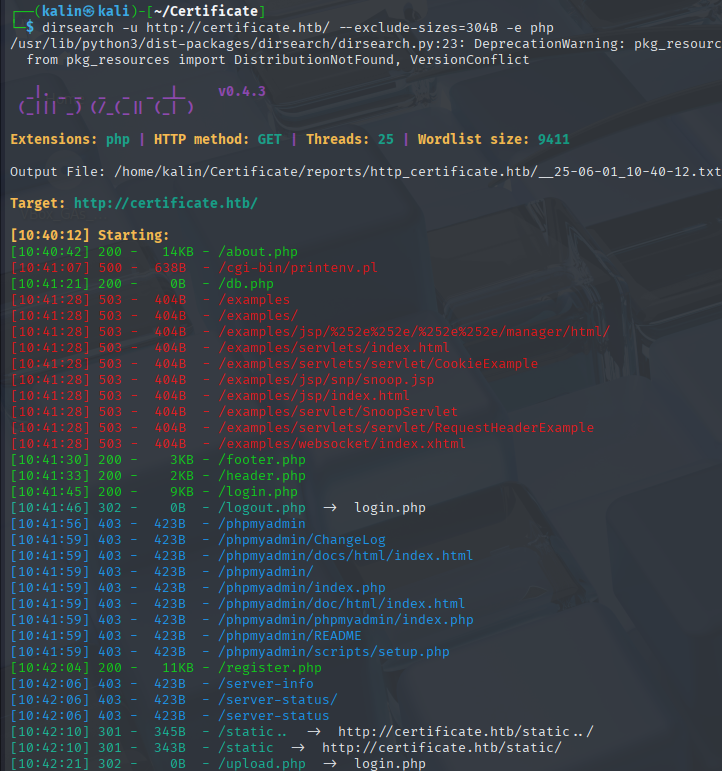 ┌──(kalin㉿kali)-[~/Certificate]
└─$ dirsearch -u http://certificate.htb/ --exclude-sizes=304B -e php
/usr/lib/python3/dist-packages/dirsearch/dirsearch.py:23: DeprecationWarning: pkg_resourc
from pkg_resources import DistributionNotFound, VersionConflict
v0.4.3
Extensions: php | HTTP method: GET | Threads: 25 | Wordlist size: 9411
Output File: /home/kalin/Certificate/reports/http_certificate.htb/__25-06-01_10-40-12.txt
Target: http://certificate.htb/
[10:40:12] Starting:
[10:40:42] 200 - 14KB - /about.php
[10:41:07] 500 - 638B - /cgi-bin/printenv.pl
[10:41:21] 200 - 0B - /db.php
[10:41:28] 503 - 404B - /examples
[10:41:28] 503 - 404B - /examples/
[10:41:28] 503 - 404B - /examples/jsp/%252e%252e/%252e%252e/manager/html/
[10:41:28] 503 - 404B - /examples/servlets/index.html
[10:41:28] 503 - 404B - /examples/servlets/servlet/CookieExample
[10:41:28] 503 - 404B - /examples/jsp/snp/snoop.jsp
[10:41:28] 503 - 404B - /examples/jsp/index.html
[10:41:28] 503 - 404B - /examples/servlet/SnoopServlet
[10:41:28] 503 - 404B - /examples/servlets/servlet/RequestHeaderExample
[10:41:28] 503 - 404B - /examples/websocket/index.xhtml
[10:41:30] 200 - 3KB - /footer.php
[10:41:33] 200 - 2KB - /header.php
[10:41:45] 200 - 9KB - /login.php
[10:41:46] 302 - 0B - /logout.php → login.php
[10:41:56] 403 - 423B - /phpmyadmin
[10:41:59] 403 - 423B - /phpmyadmin/ChangeLog
[10:41:59] 403 - 423B - /phpmyadmin/docs/html/index.html
[10:41:59] 403 - 423B - /phpmyadmin/
[10:41:59] 403 - 423B - /phpmyadmin/index.php
[10:41:59] 403 - 423B - /phpmyadmin/doc/html/index.html
[10:41:59] 403 - 423B - /phpmyadmin/phpmyadmin/index.php
[10:41:59] 403 - 423B - /phpmyadmin/README
[10:41:59] 403 - 423B - /phpmyadmin/scripts/setup.php
[10:42:04] 200 - 11KB - /register.php
[10:42:06] 403 - 423B - /server-info
[10:42:06] 403 - 423B - /server-status/
[10:42:06] 403 - 423B - /server-status
[10:42:10] 301 - 345B - /static.. → http://certificate.htb/static../
[10:42:10] 301 - 343B - /static → http://certificate.htb/static/
[10:42:21] 302 - 0B - /upload.php → login.php